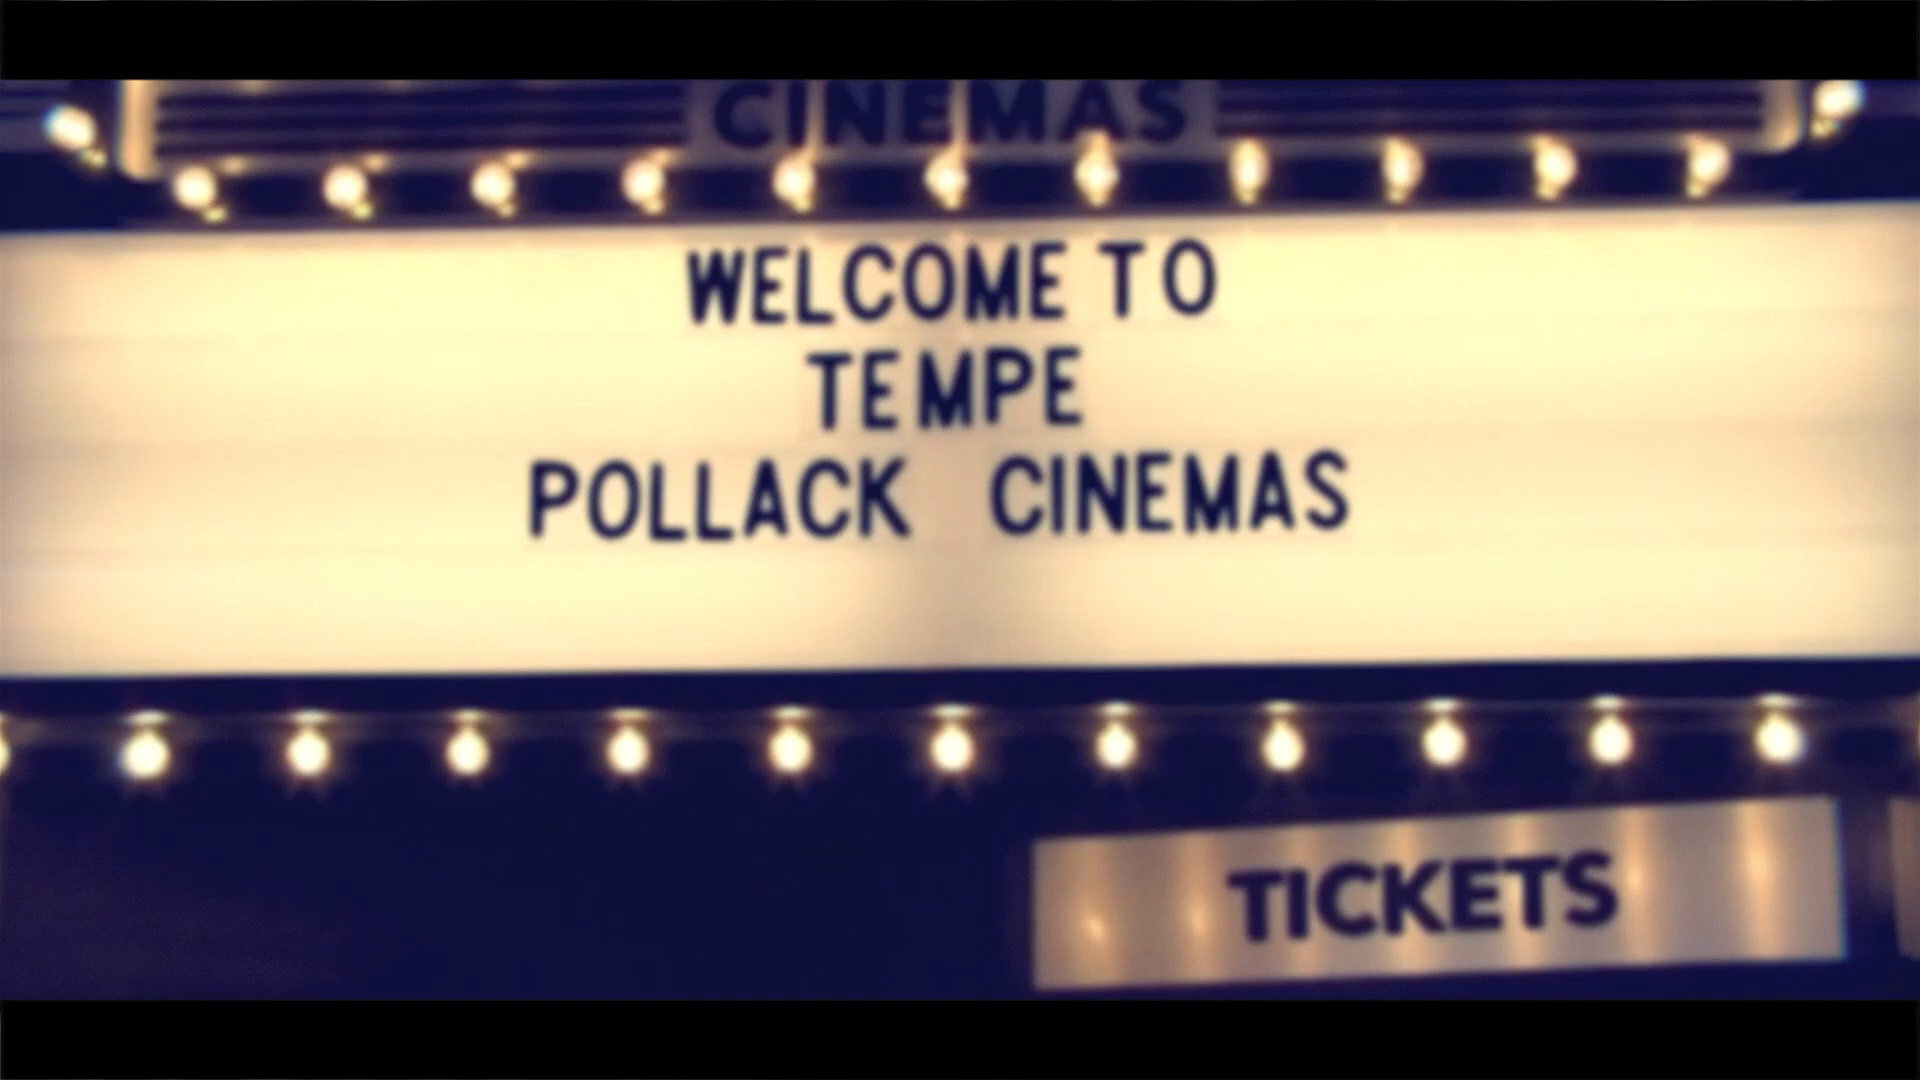 CINEMAS
WELCOME TO
TEMPE
POLLACK CINEMAS
TICKETS